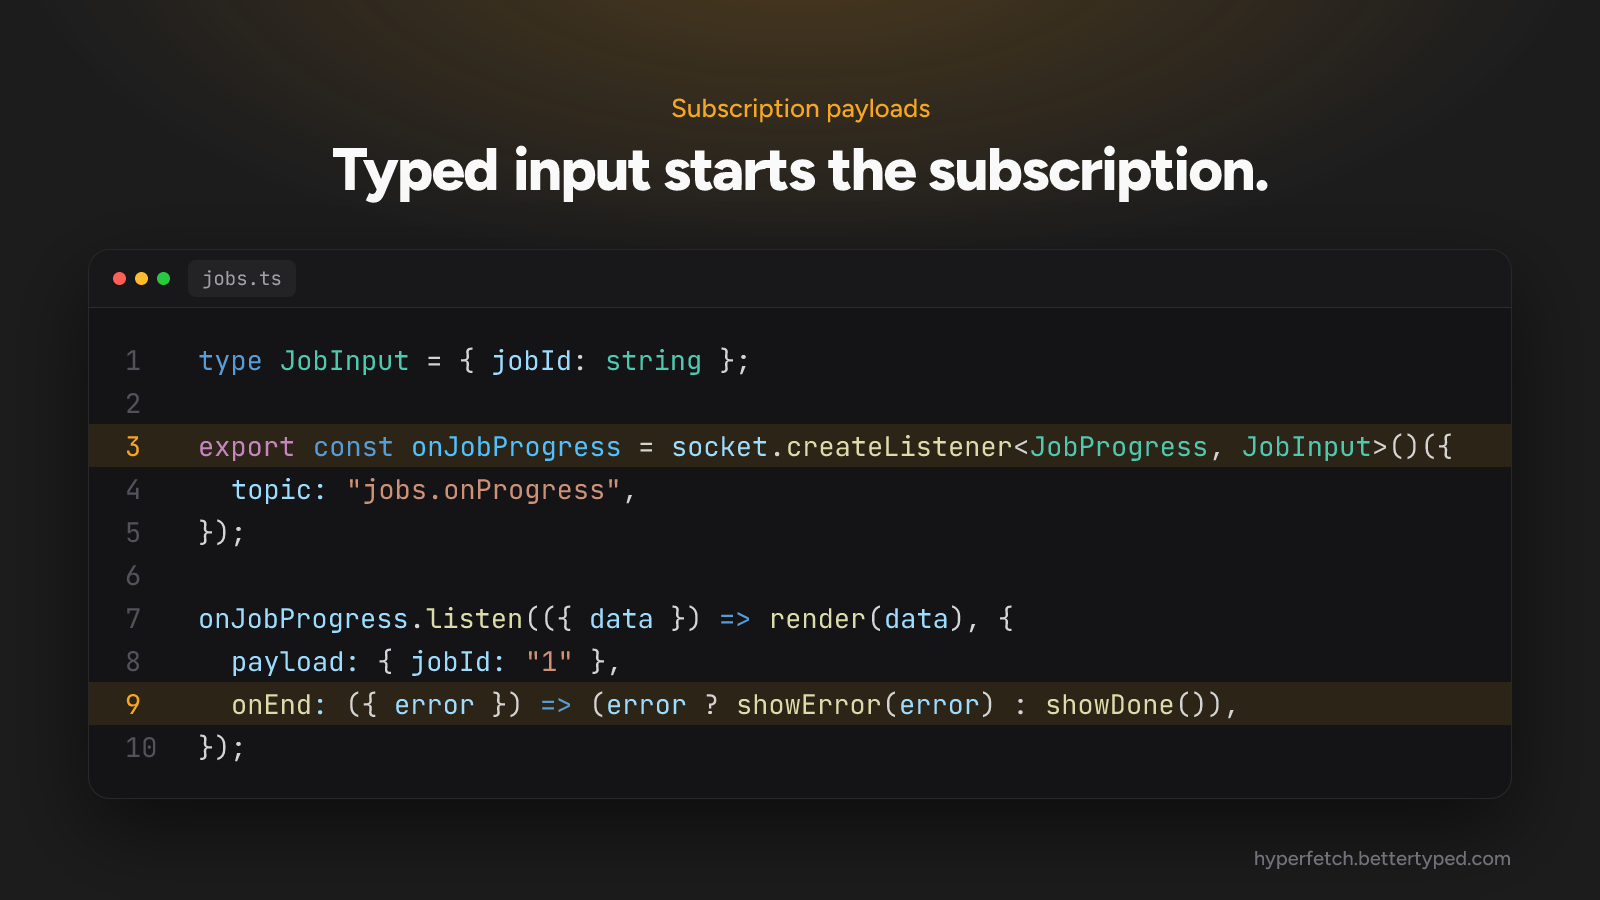 Subscription payloads
Typed input starts the subscription.
jobs.ts
1 type JobInput = { jobId: string };
2
3 export const onJobProgress = socket.createListener<JobProgress, JobInput>()({
4   topic: "jobs.onProgress",
5 });
6
7 onJobProgress.listen(({ data }) => render(data), {
8   payload: { jobId: "1" },
9   onEnd: ({ error }) => (error ? showError(error) : showDone()),
10 });
hyperfetch.bettertyped.com